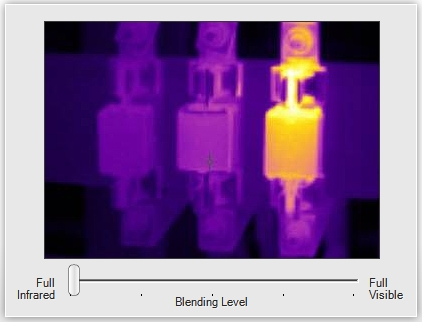 Full
Infrared
Blending Level
Full
Visible